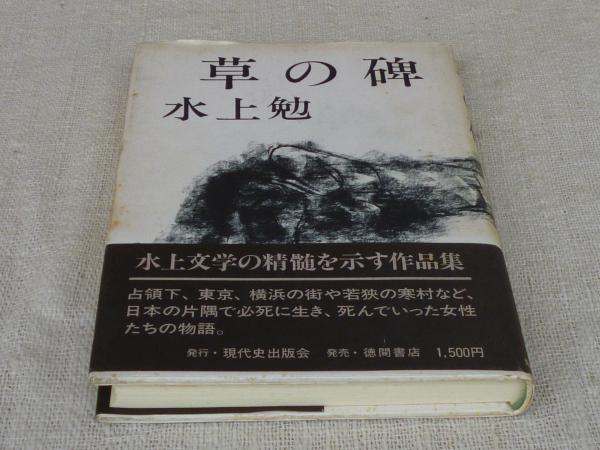 草の碑
水上勉
水上文学の精髄を示す作品集
占領下、東京、横浜の街や若狭の寒村など、
日本の片隅で必死に生き、死んでいった女性
たちの物語。
発行・現代史出版会 発売・徳間書店 1,500円